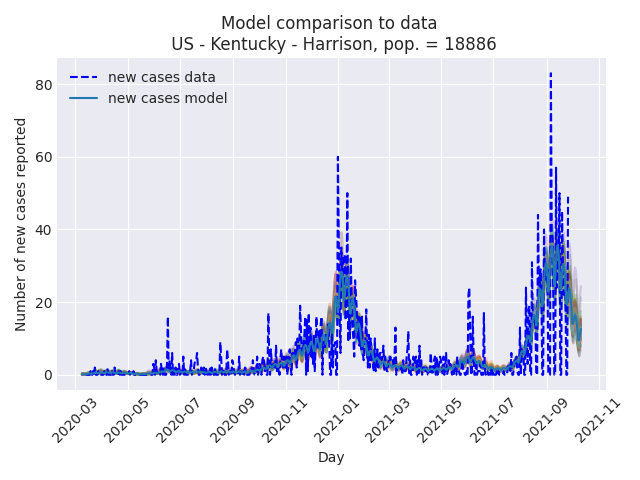 Model comparison to data
US - Kentucky - Harrison, pop. = 18886
new cases data
new cases model
Number of new cases reported
80
60
40
20
0
2020-03
2020-05
2020-07
2020-09
2020-11
2021-01
2021-03
2021-05
2021-07
2021-09
2021-11
Day